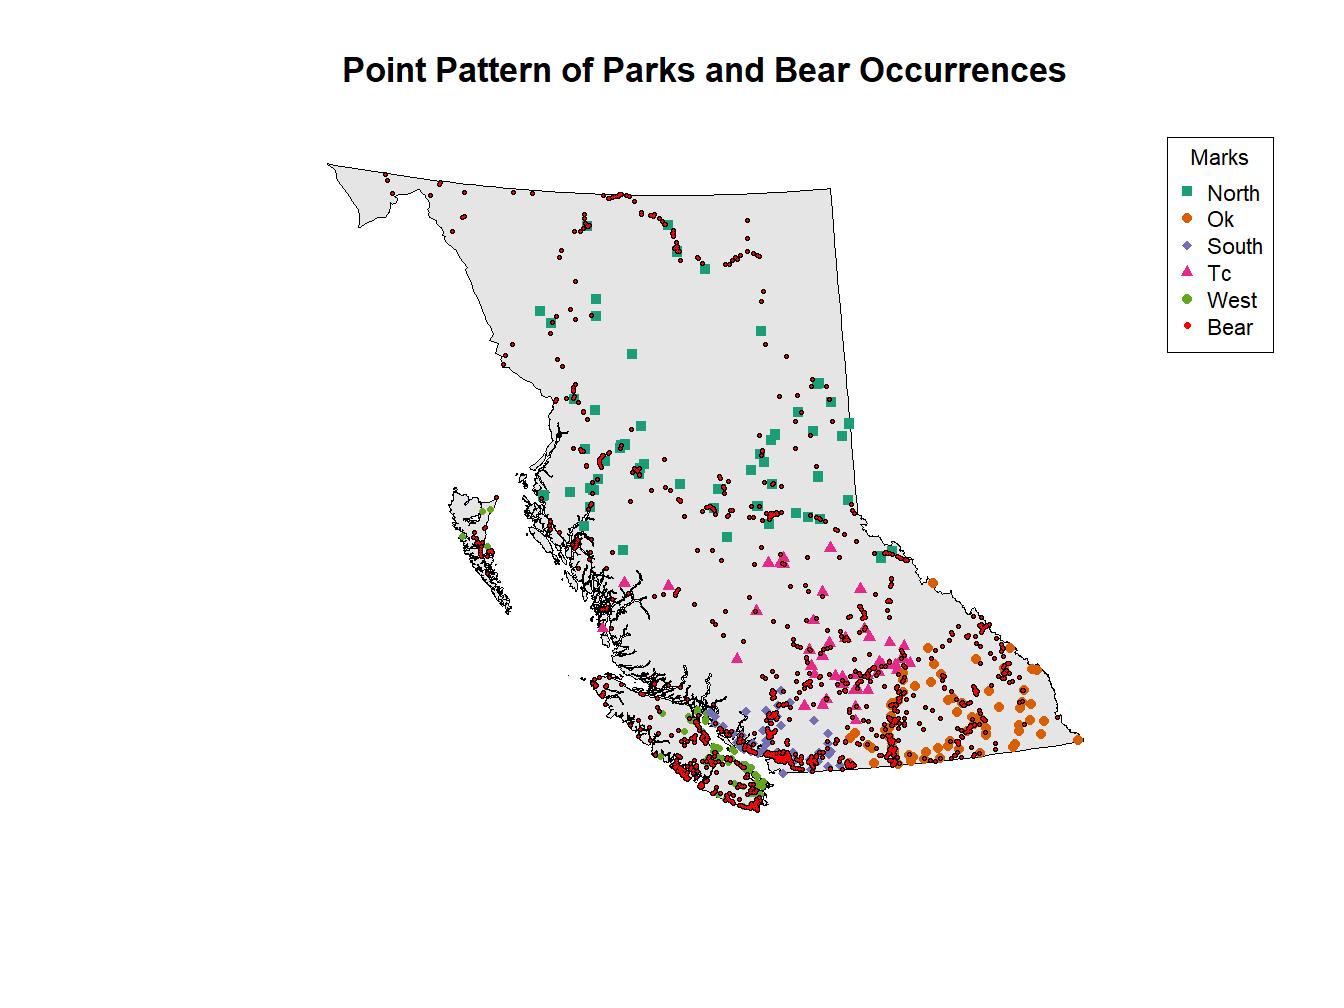 Point Pattern of Parks and Bear Occurrences
Marks
North
Ok
South
Tc
West
Bear